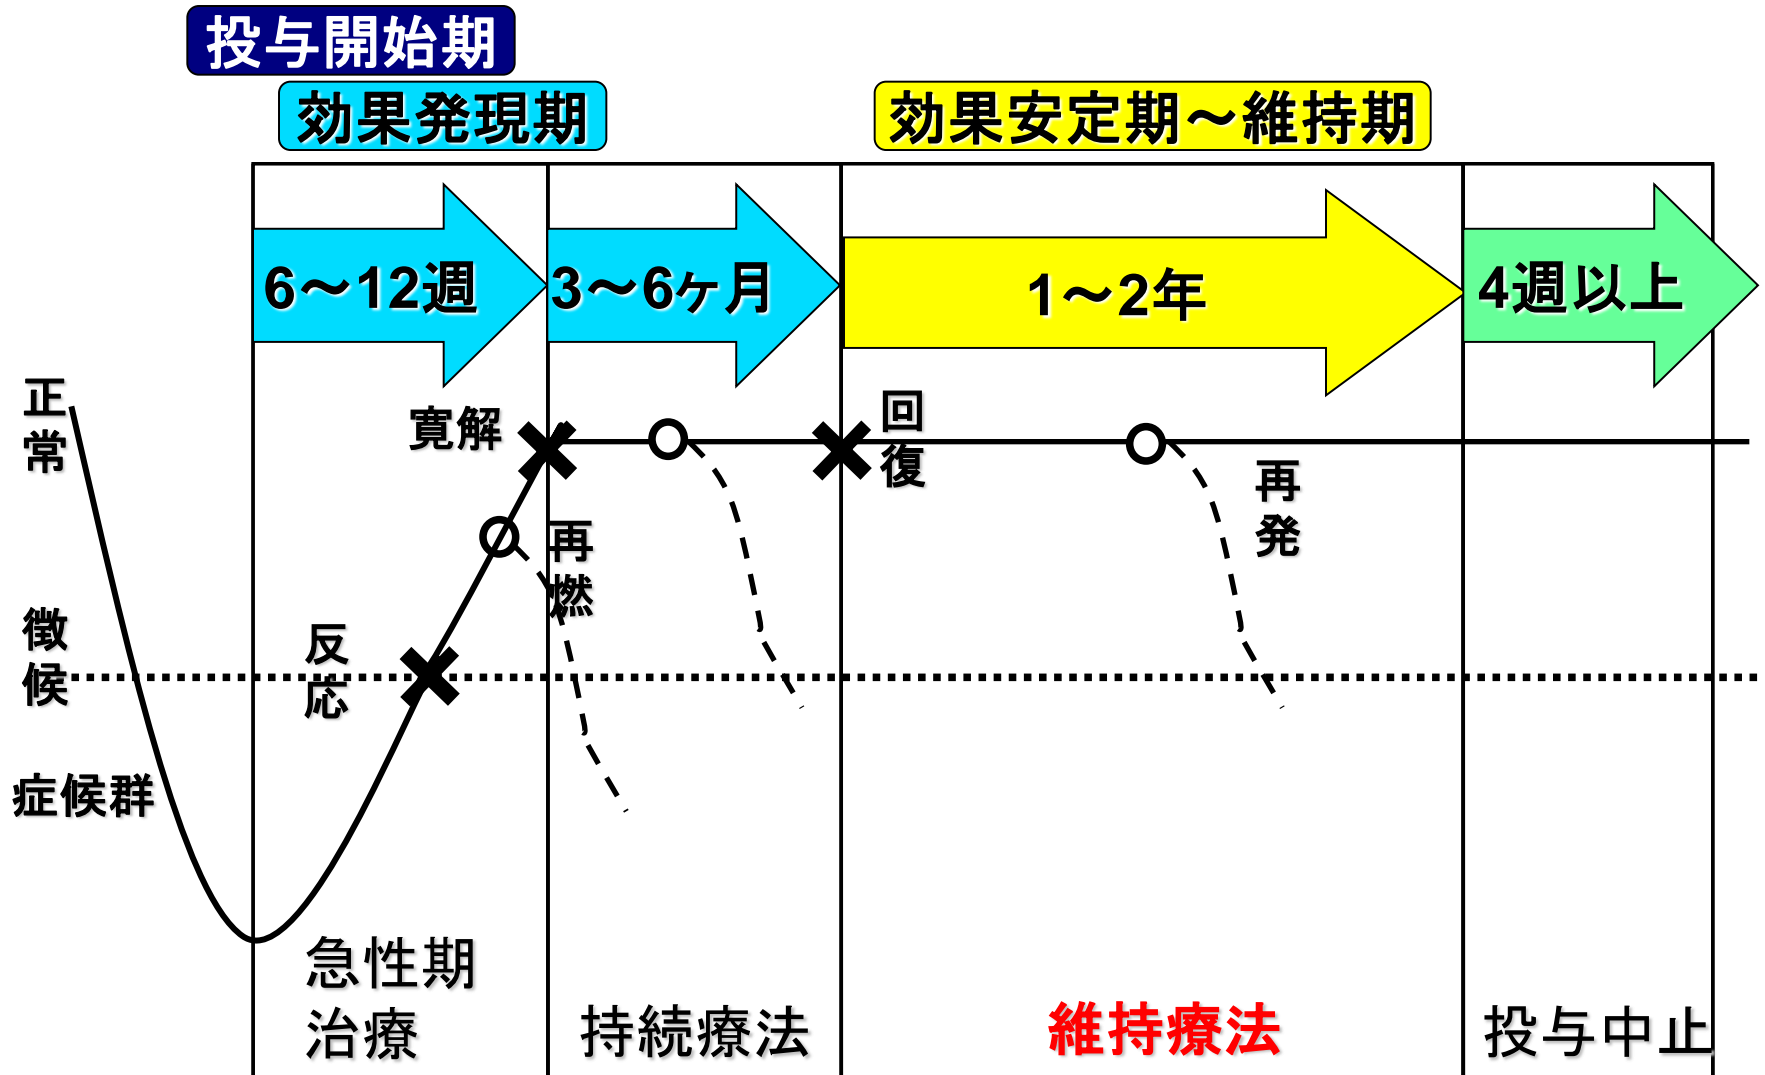 投与開始期
効果発現期
効果安定期～維持期
6～12週
3～6ヶ月
1～2年
4週以上
正常
寛解
回復
再発
再燃
徴候
反応
症候群
急性期
治療
持続療法
維持療法
投与中止